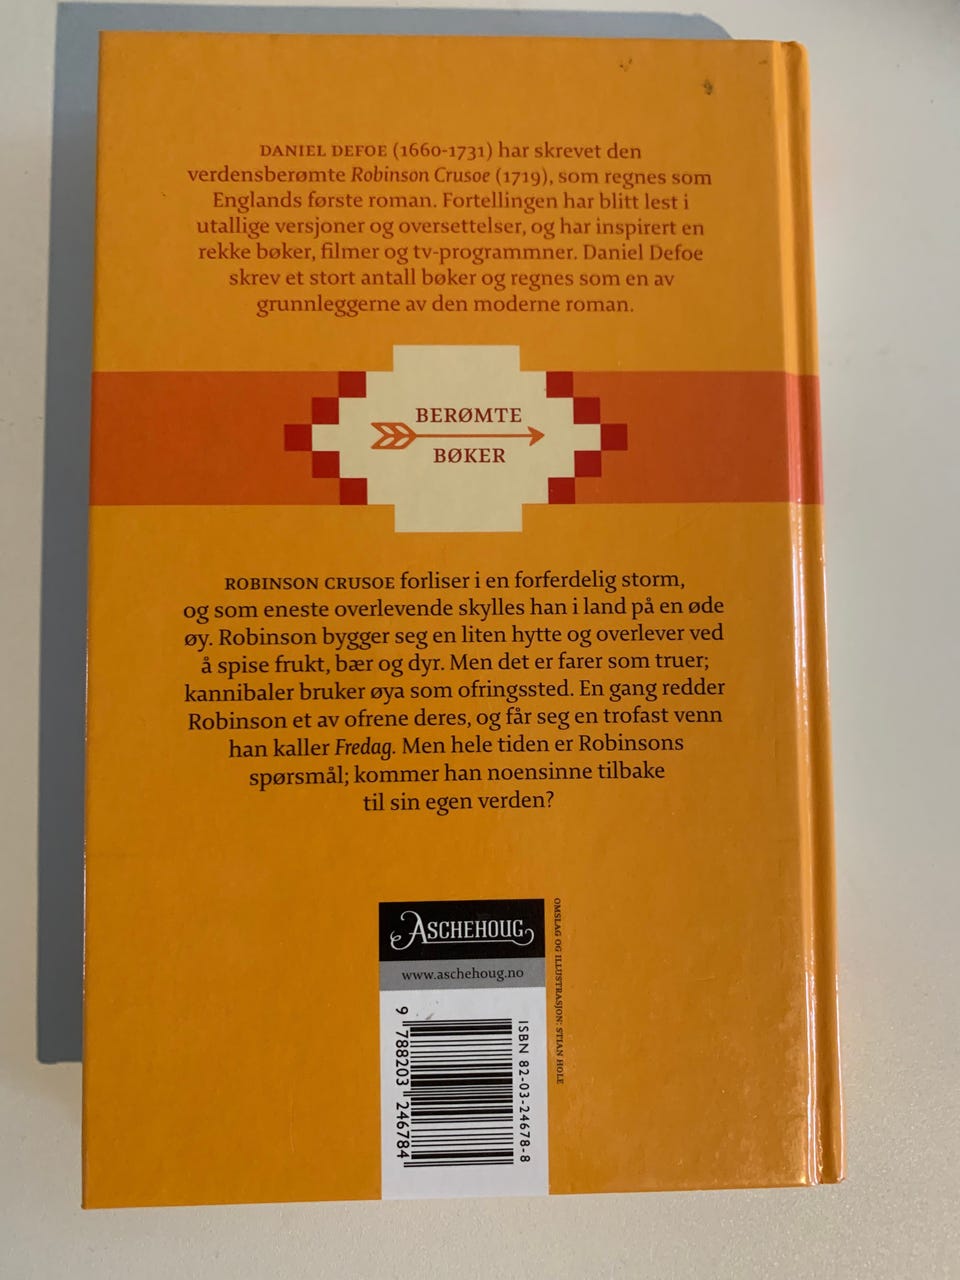 DANIEL DEFOE (1660-1731) har skrevet den
verdensberømte Robinson Crusoe (1719), som regnes som
Englands første roman. Fortellingen har blitt lest i
utallige versjoner og oversettelser, og har inspirert en
rekke bøker, filmer og tv-programmner. Daniel Defoe
skrev et stort antall bøker og regnes som en av
grunnleggerne av den moderne roman.
BERØMTE
BØKER
ROBINSON CRUSOE forliser i en forferdelig storm,
og som eneste overlevende skylles han i land på en øde
øy. Robinson bygger seg en liten hytte og overlever ved
å spise frukt, bær og dyr. Men det er farer som truer;
kannibaler bruker øya som ofringssted. En gang redder
Robinson et av ofrene deres, og får seg en trofast venn
han kaller Fredag. Men hele tiden er Robinsons
spørsmål; kommer han noensinne tilbake
til sin egen verden?
ASCHEHOUG
www.aschehoug.no
ISBN 82-03-24678-8
9 788203 246784
OMSLAG OG ILLUSTRASJON: STIAN HOLE